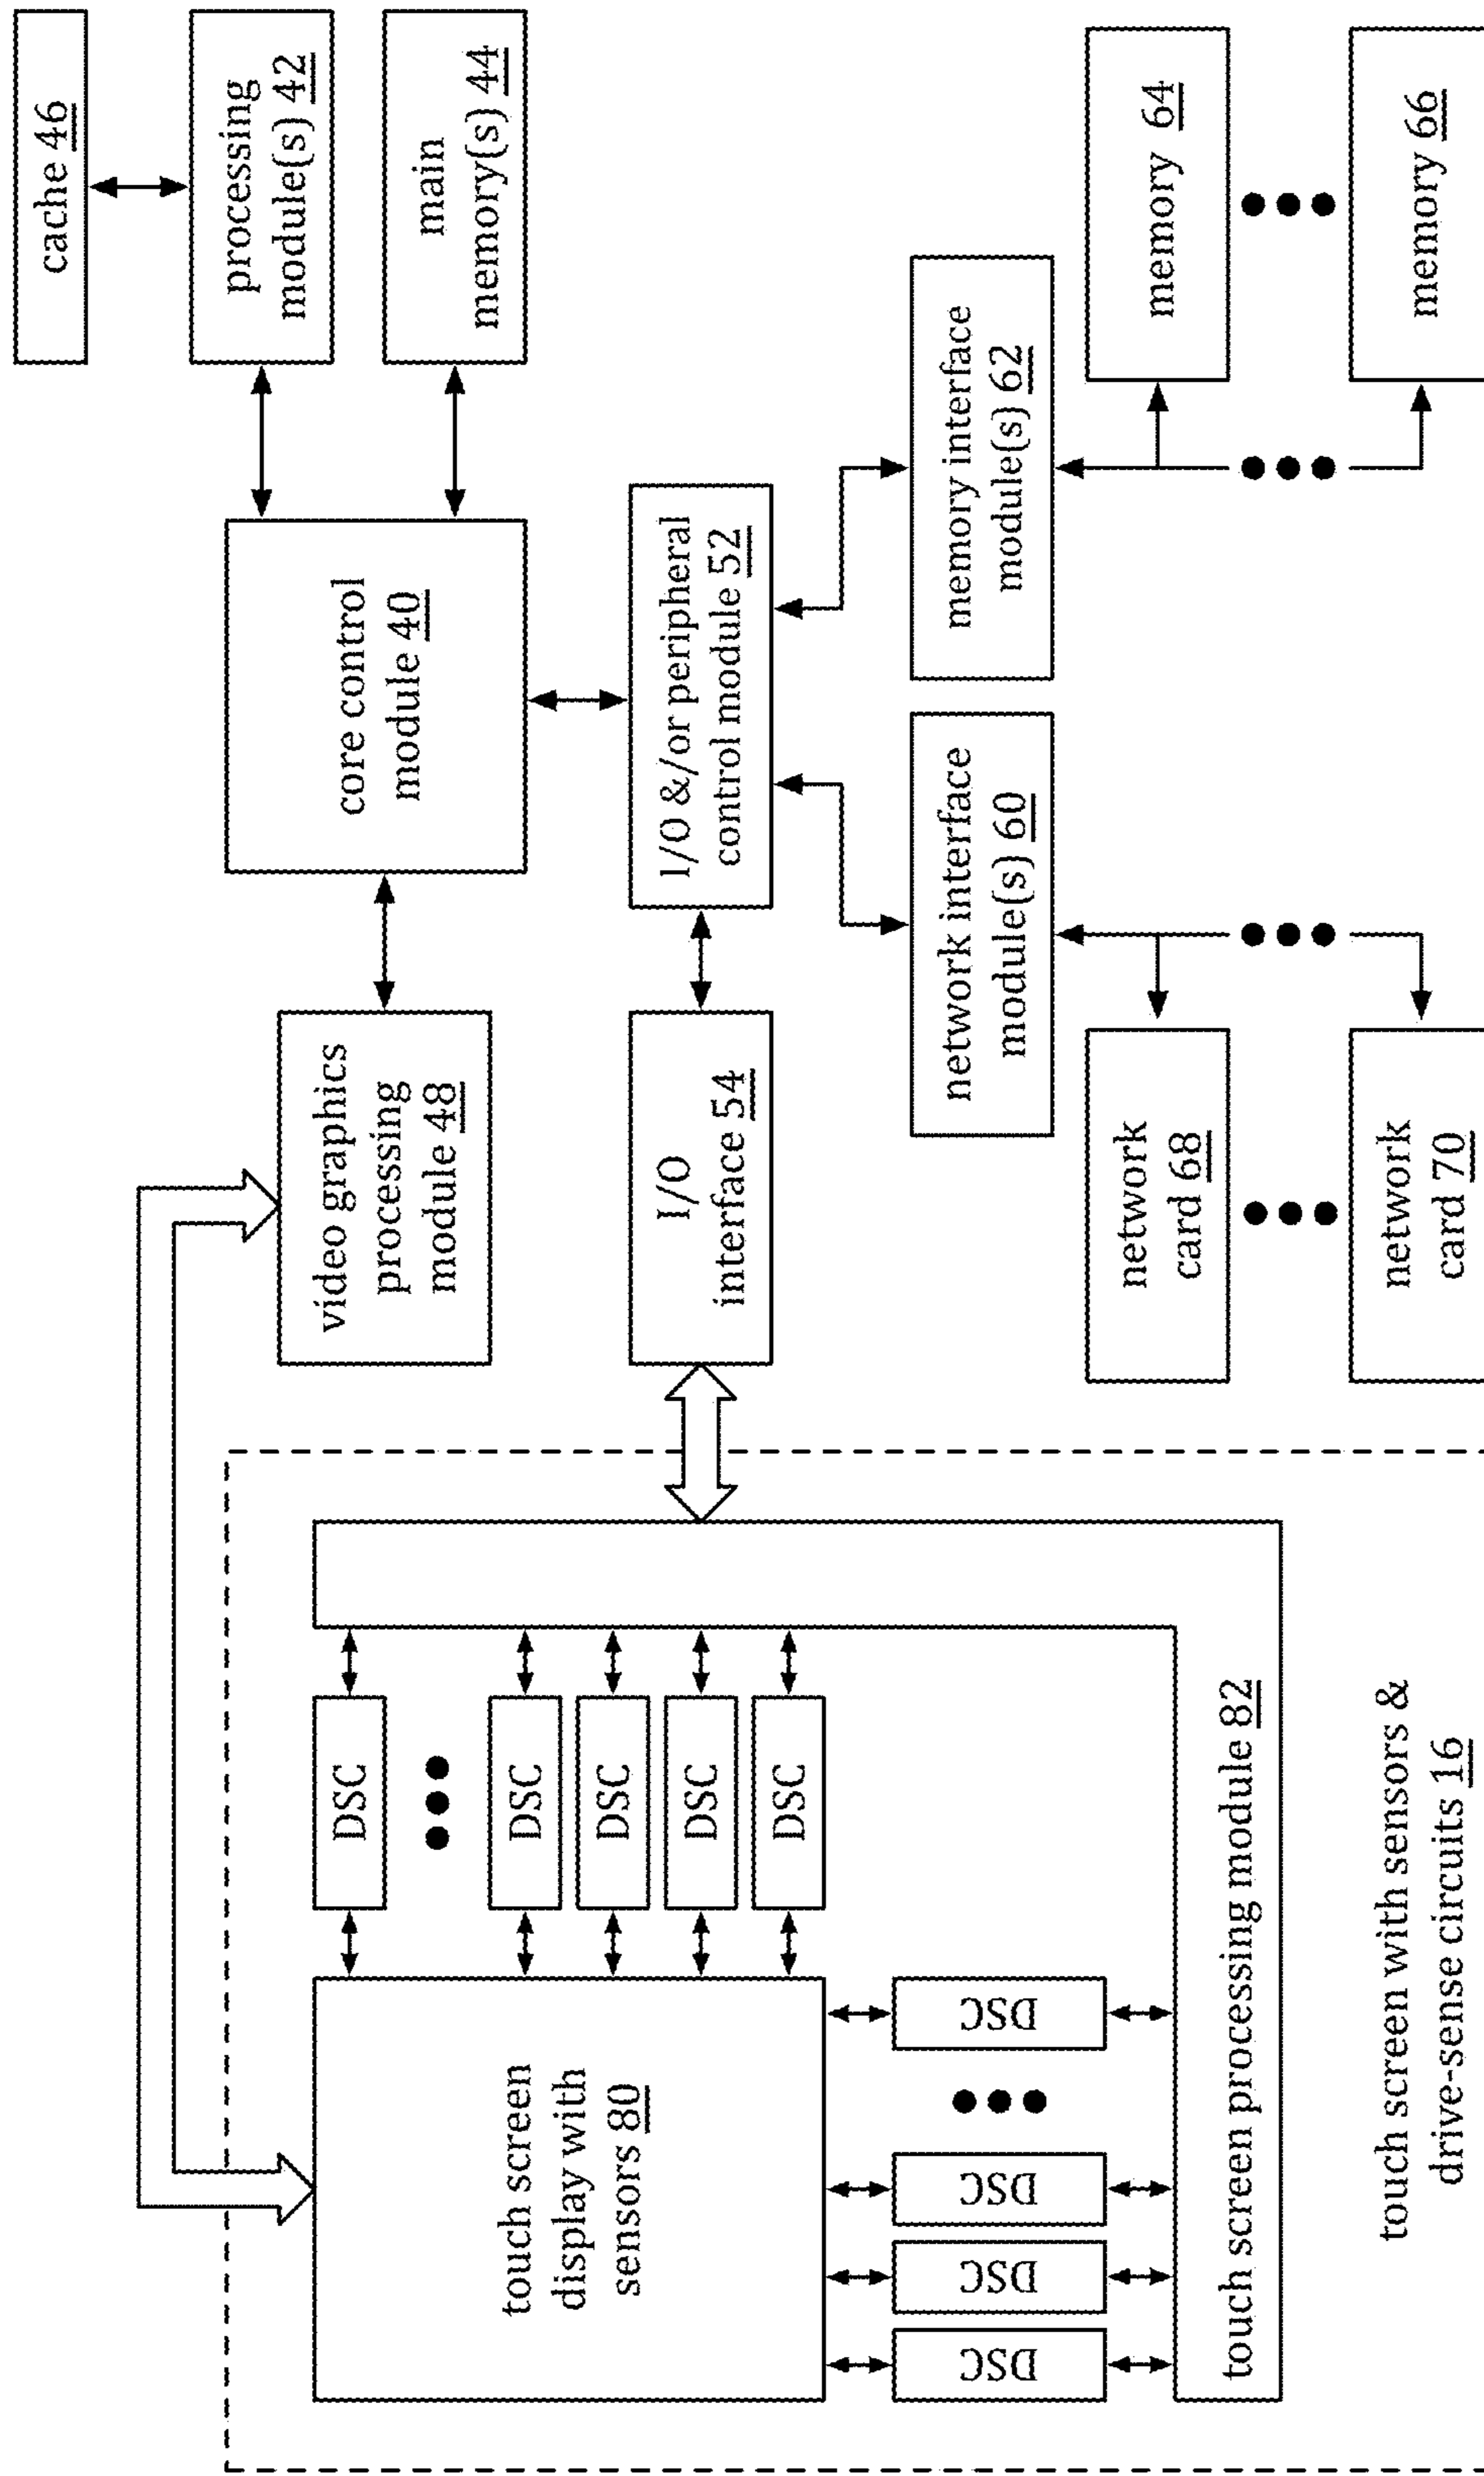 cache 46
processing
module(s) 42
main
memory(s) 44
core control
module 40
video graphics
processing
module 48
I/O &/or peripheral
control module 52
I/O
interface 54
memory interface
module(s) 62
network interface
module(s) 60
memory 64
memory 66
network
card 68
network
card 70
touch screen
display with
sensors 80
DSC
DSC
DSC
DSC
DSC
DSC
DSC
DSC
DSC
touch screen processing module 82
touch screen with sensors &
drive-sense circuits 16